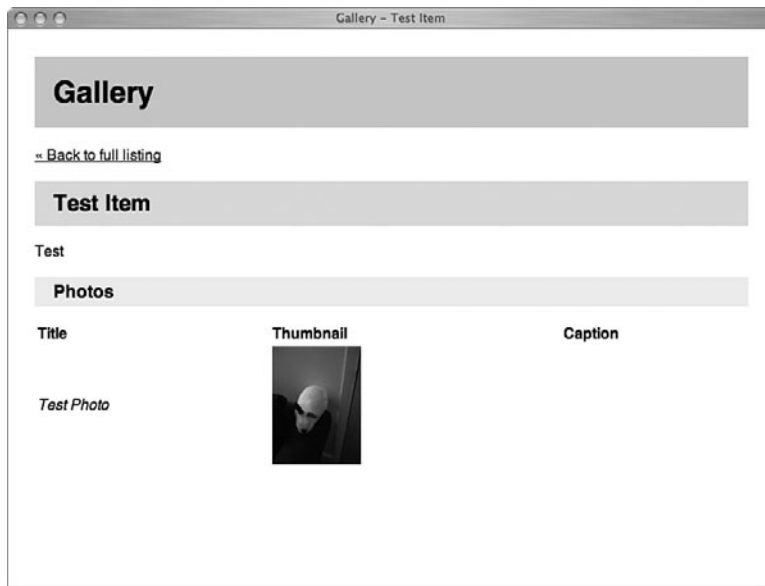 Gallery – Test Item
Gallery
« Back to full listing
Test Item
Test
Photos
Title Thumbnail Caption
Test Photo